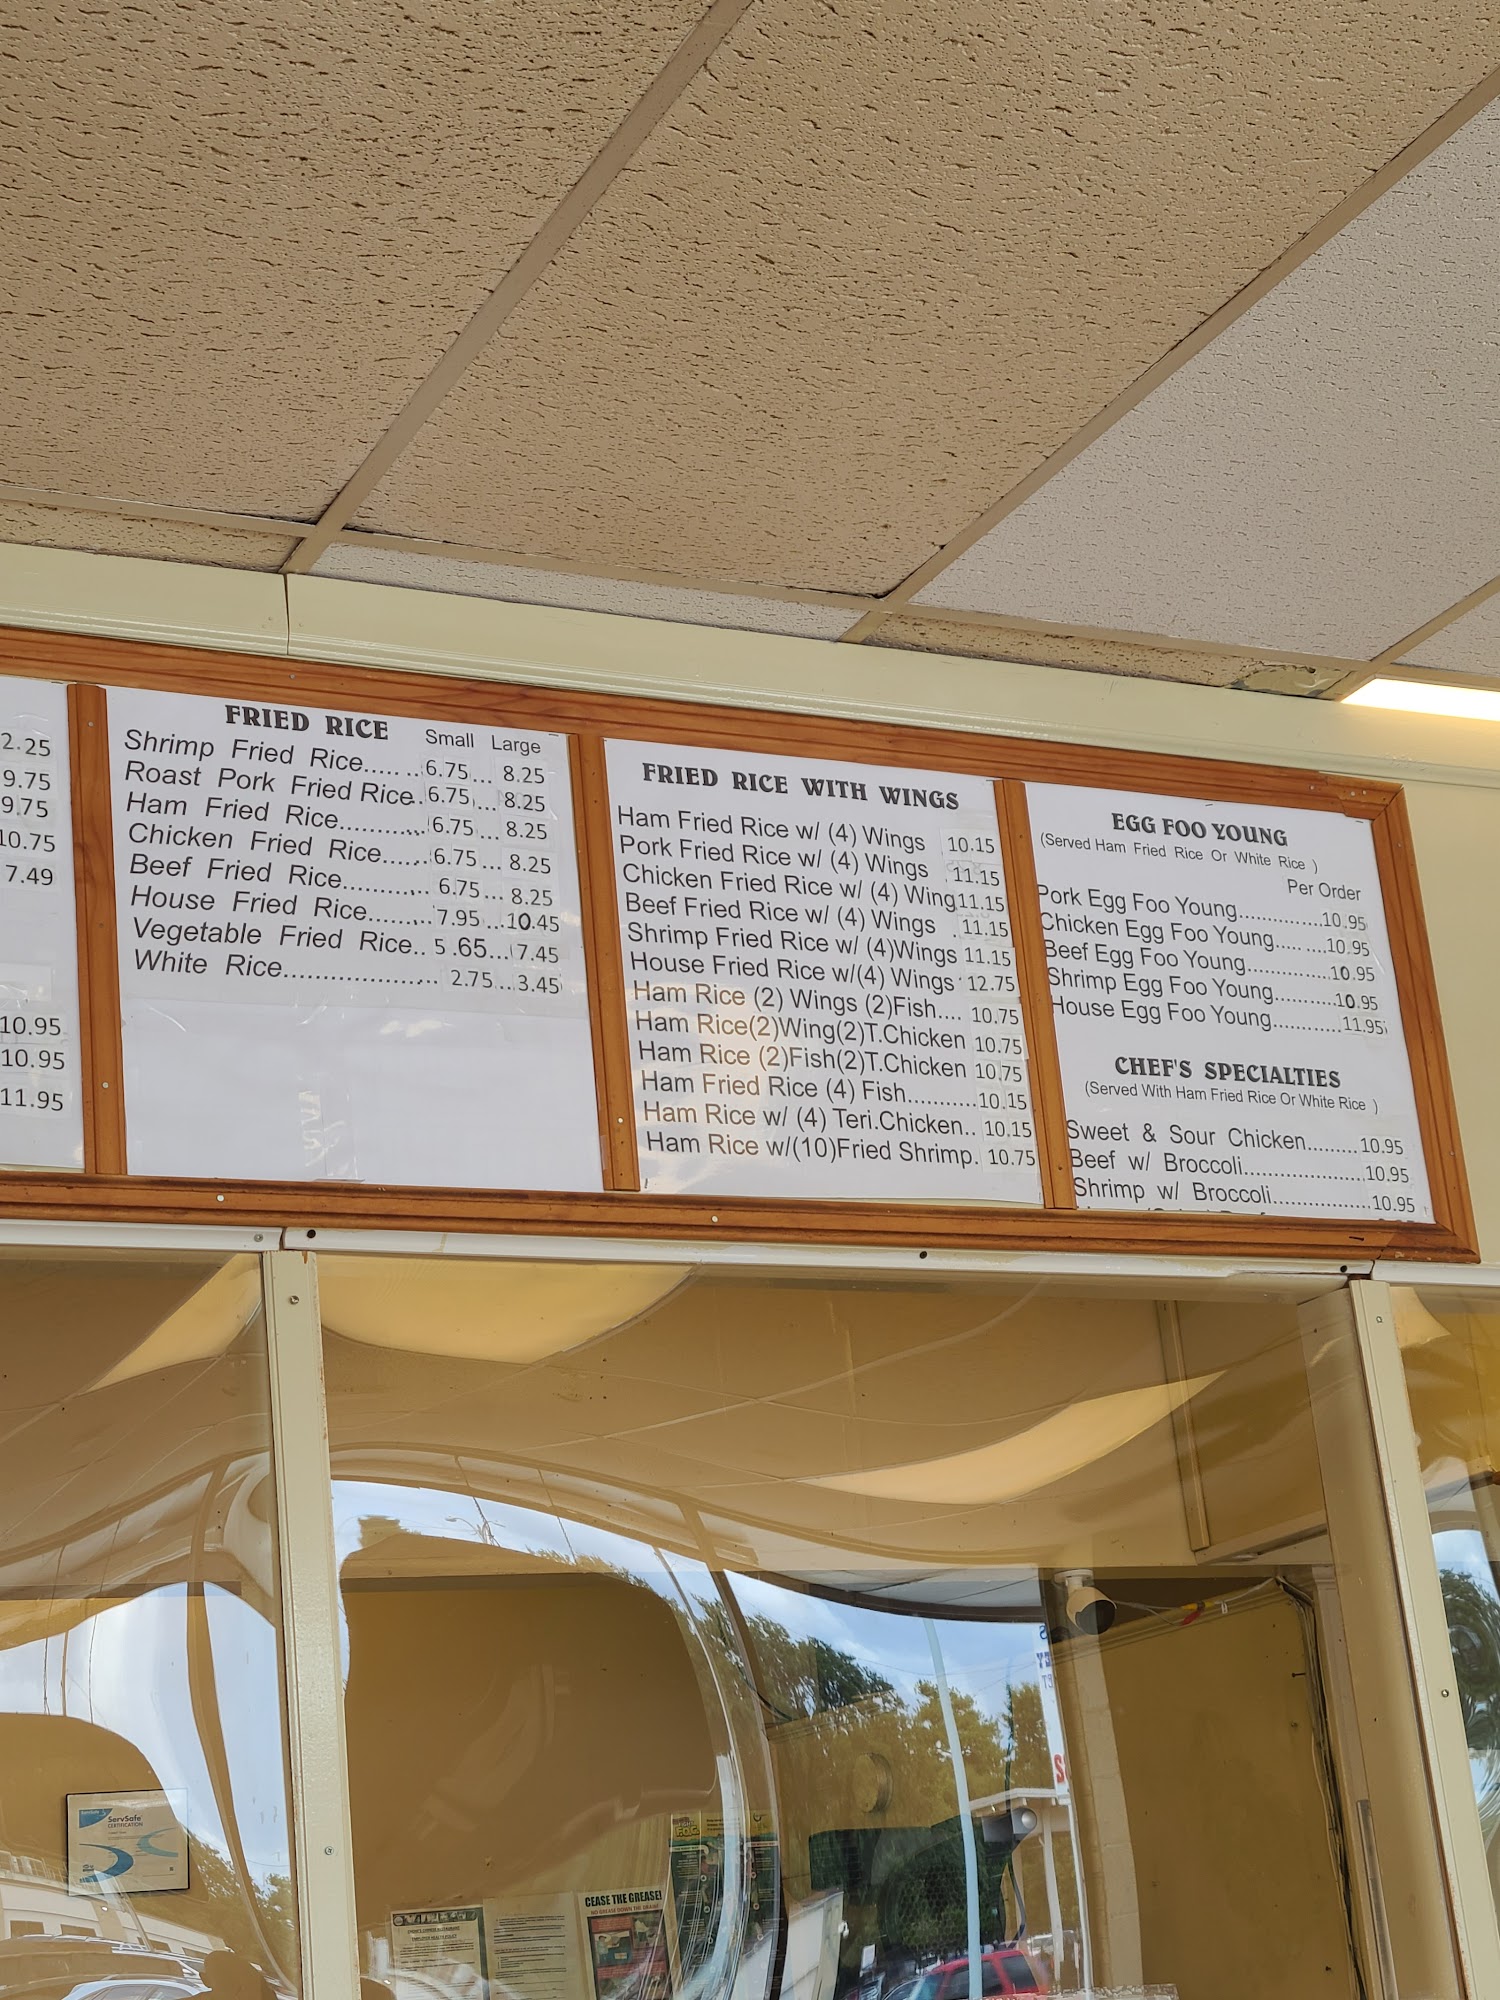 2.25
9.75
9.75
10.75
7.49
10.95
10.95
11.95
FRIED RICE Small Large
Shrimp Fried Rice.......6.75... 8.25
Roast Pork Fried Rice..6.75... 8.25
Ham Fried Rice............6.75... 8.25
Chicken Fried Rice......6.75... 8.25
Beef Fried Rice............ 6.75... 8.25
House Fried Rice.........7.95...10.45
Vegetable Fried Rice.. 5.65...7.45
White Rice..................... 2.75...3.45
FRIED RICE WITH WINGS
Ham Fried Rice w/ (4) Wings 10.15
Pork Fried Rice w/ (4) Wings 11.15
Chicken Fried Rice w/ (4) Wing 11.15
Beef Fried Rice w/ (4) Wings 11.15
Shrimp Fried Rice w/ (4)Wings 11.15
House Fried Rice w/(4) Wings 12.75
Ham Rice (2) Wings (2)Fish.... 10.75
Ham Rice(2)Wing(2)T.Chicken 10.75
Ham Rice (2)Fish(2)T.Chicken 10.75
Ham Fried Rice (4) Fish...........10.15
Ham Rice w/ (4) Teri.Chicken.. 10.15
Ham Rice w/(10)Fried Shrimp. 10.75
EGG FOO YOUNG
(Served Ham Fried Rice Or White Rice )
Per Order
Pork Egg Foo Young..............10.95
Chicken Egg Foo Young.........10.95
Beef Egg Foo Young..............10.95
Shrimp Egg Foo Young..........10.95
House Egg Foo Young............11.95
CHEF'S SPECIALTIES
(Served With Ham Fried Rice Or White Rice )
Sweet & Sour Chicken........10.95
Beef w/ Broccoli...................10.95
Shrimp w/ Broccoli...............10.95
ServSafe
CERTIFICATION
CEASE THE GREASE!
NO GREASE DOWN THE DRAIN!